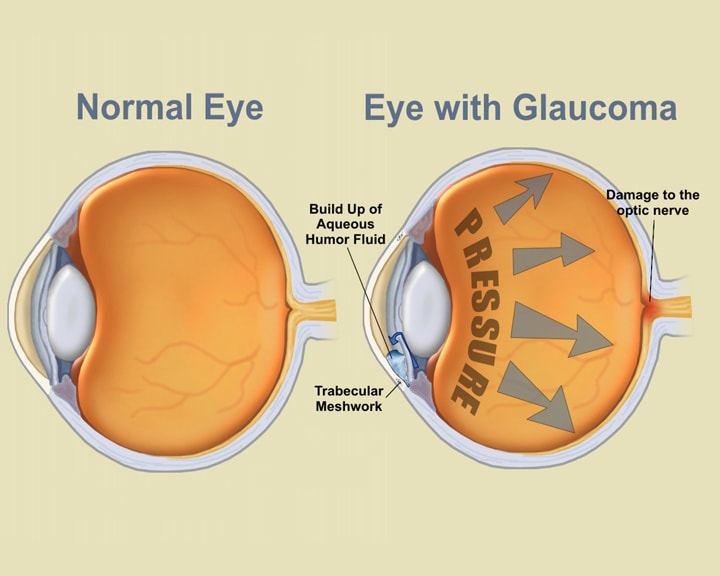 Normal Eye
Eye with Glaucoma
Build Up of
Aqueous
Humor Fluid
Damage to the
optic nerve
PRESSURE
Trabecular
Meshwork